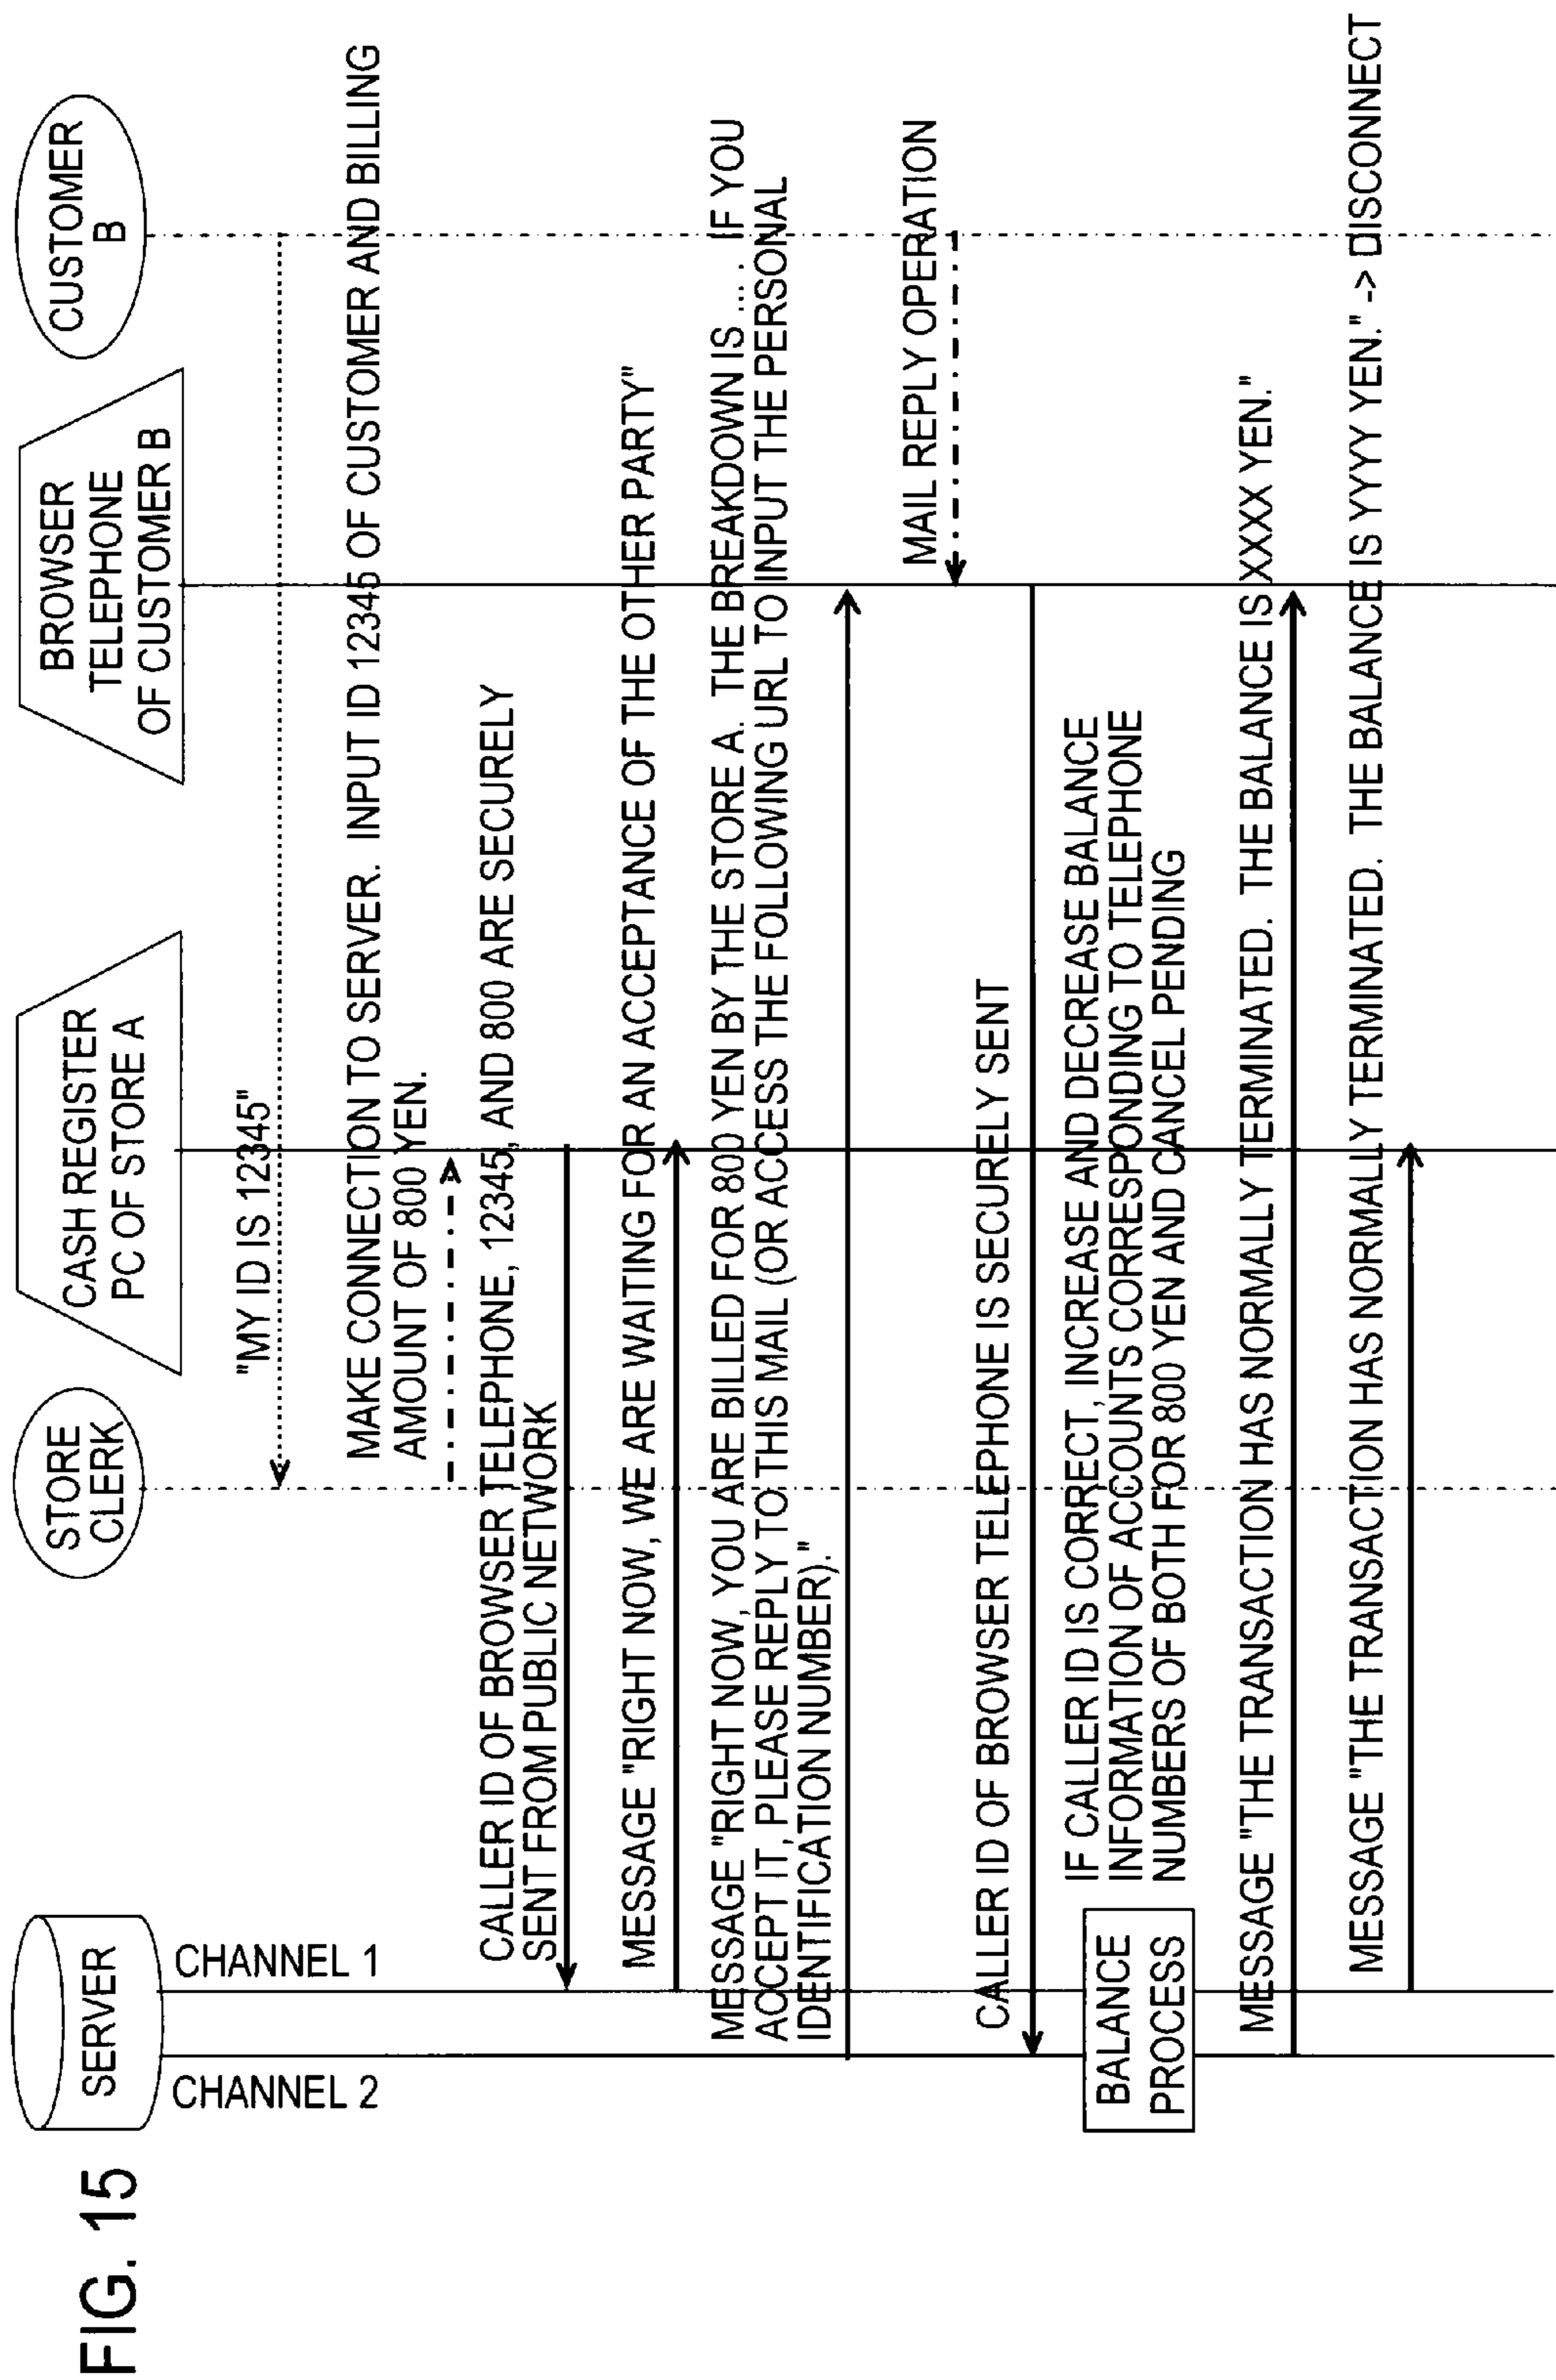 FIG. 15
SERVER
STORE
CLERK
CASH REGISTER
PC OF STORE A
BROWSER
TELEPHONE
OF CUSTOMER B
CUSTOMER
B
CHANNEL 1
CHANNEL 2
"MY ID IS 12345"
MAKE CONNECTION TO SERVER. INPUT ID 12345 OF CUSTOMER AND BILLING
AMOUNT OF 800 YEN.
CALLER ID OF BROWSER TELEPHONE, 12345, AND 800 ARE SECURELY
SENT FROM PUBLIC NETWORK
MESSAGE "RIGHT NOW, WE ARE WAITING FOR AN ACCEPTANCE OF THE OTHER PARTY"
MESSAGE "RIGHT NOW, YOU ARE BILLED FOR 800 YEN BY THE STORE A. THE BREAKDOWN IS .... IF YOU
ACCEPT IT, PLEASE REPLY TO THIS MAIL (OR ACCESS THE FOLLOWING URL TO INPUT THE PERSONAL
IDENTIFICATION NUMBER)."
MAIL REPLY OPERATION
CALLER ID OF BROWSER TELEPHONE IS SECURELY SENT
BALANCE
PROCESS
IF CALLER ID IS CORRECT, INCREASE AND DECREASE BALANCE
INFORMATION OF ACCOUNTS CORRESPONDING TO TELEPHONE
NUMBERS OF BOTH FOR 800 YEN AND CANCEL PENDING
MESSAGE "THE TRANSACTION HAS NORMALLY TERMINATED. THE BALANCE IS XXXX YEN."
MESSAGE "THE TRANSACTION HAS NORMALLY TERMINATED. THE BALANCE IS YYYY YEN." -> DISCONNECT